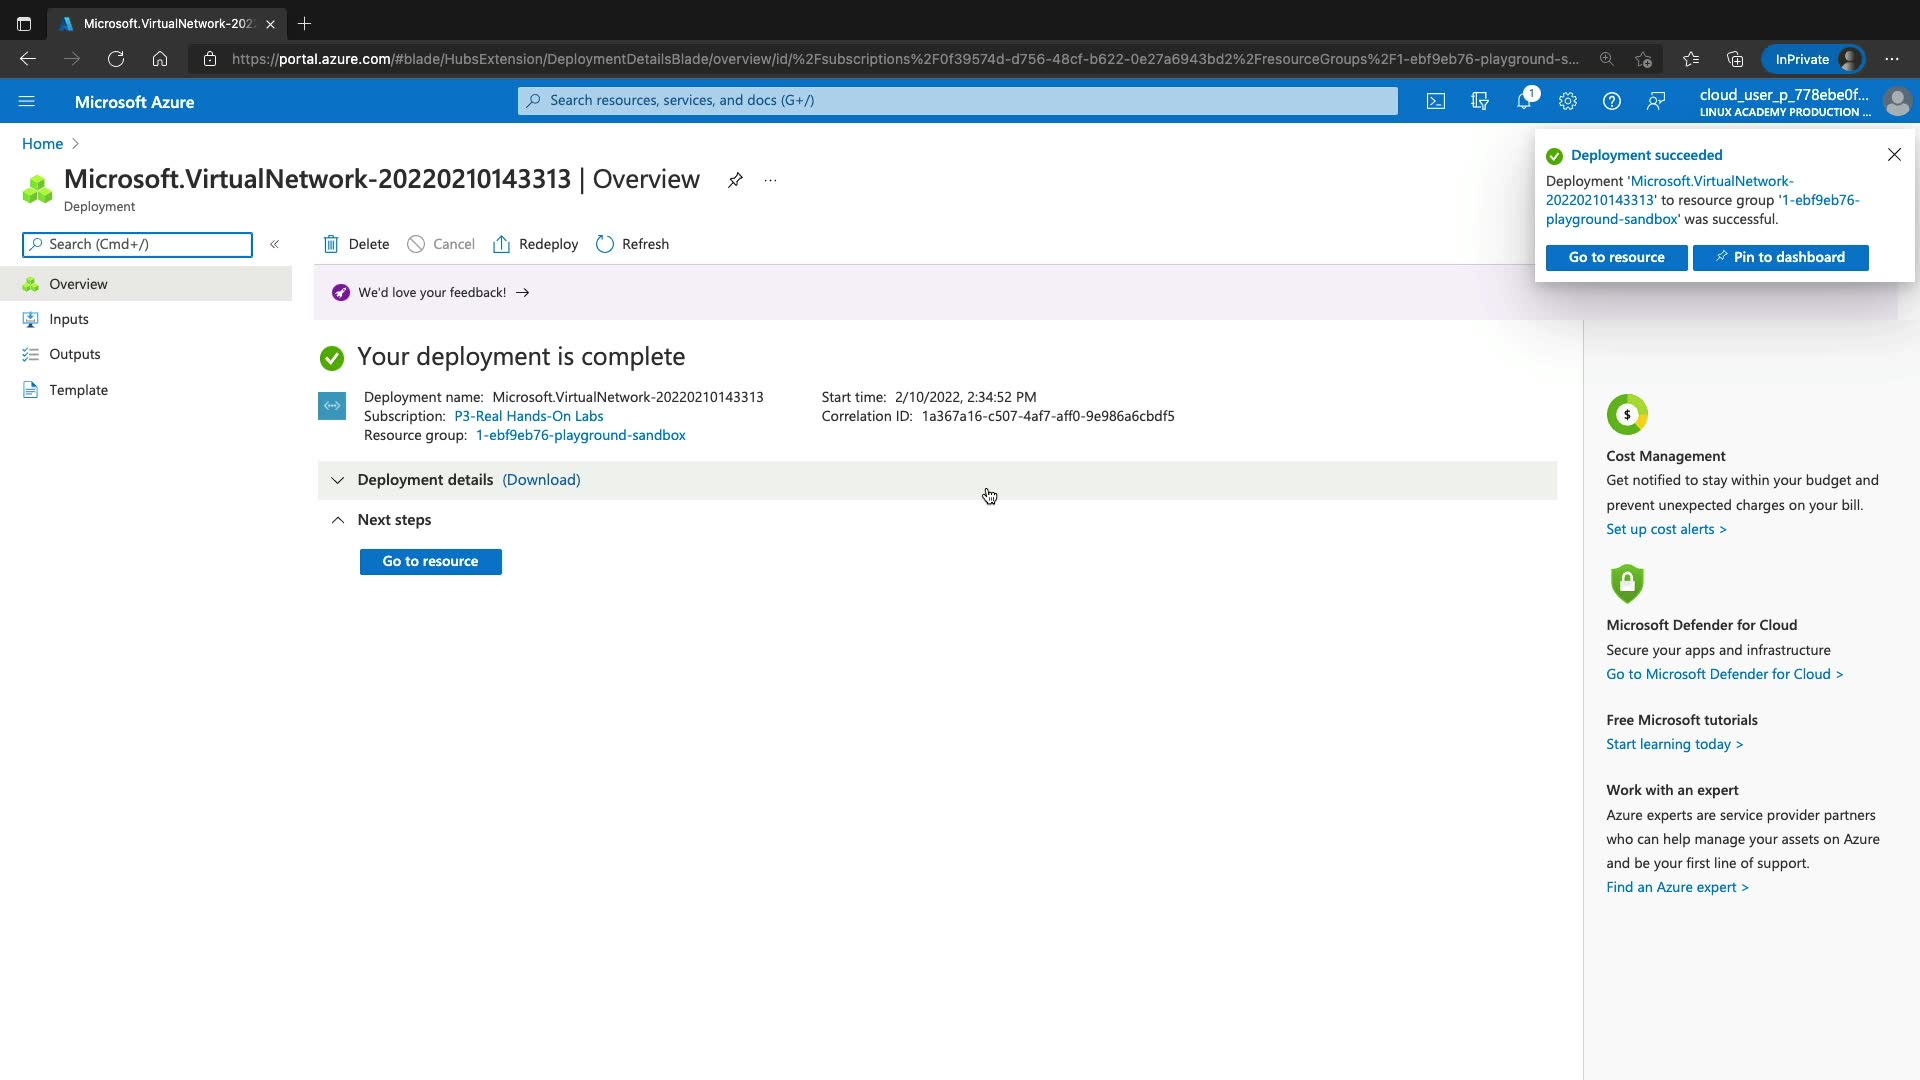 Microsoft.VirtualNetwork-202
https://portal.azure.com/#blade/HubsExtension/DeploymentDetailsBlade/overview/id/%2Fsubscriptions%2F0f39574d-d756-48cf-b622-0e27a6943bd2%2FresourceGroups%2F1-ebf9eb76-playground-s...
InPrivate
Microsoft Azure
Search resources, services, and docs (G+/)
1
cloud_user_p_778ebe0f...
LINUX ACADEMY PRODUCTION ...
Home
Microsoft.VirtualNetwork-20220210143313 | Overview
...
Deployment
Deployment succeeded
Deployment 'Microsoft.VirtualNetwork-
20220210143313' to resource group '1-ebf9eb76-
playground-sandbox' was successful.
Go to resource
Pin to dashboard
Search (Cmd+/)
«
Delete
Cancel
Redeploy
Refresh
Overview
Inputs
Outputs
Template
We'd love your feedback! →
Your deployment is complete
Deployment name: Microsoft.VirtualNetwork-20220210143313
Subscription: P3-Real Hands-On Labs
Resource group: 1-ebf9eb76-playground-sandbox
Start time: 2/10/2022, 2:34:52 PM
Correlation ID: 1a367a16-c507-4af7-aff0-9e986a6cbdf5
Deployment details (Download)
Next steps
Go to resource
$
Cost Management
Get notified to stay within your budget and
prevent unexpected charges on your bill.
Set up cost alerts >
Microsoft Defender for Cloud
Secure your apps and infrastructure
Go to Microsoft Defender for Cloud >
Free Microsoft tutorials
Start learning today >
Work with an expert
Azure experts are service provider partners
who can help manage your assets on Azure
and be your first line of support.
Find an Azure expert >